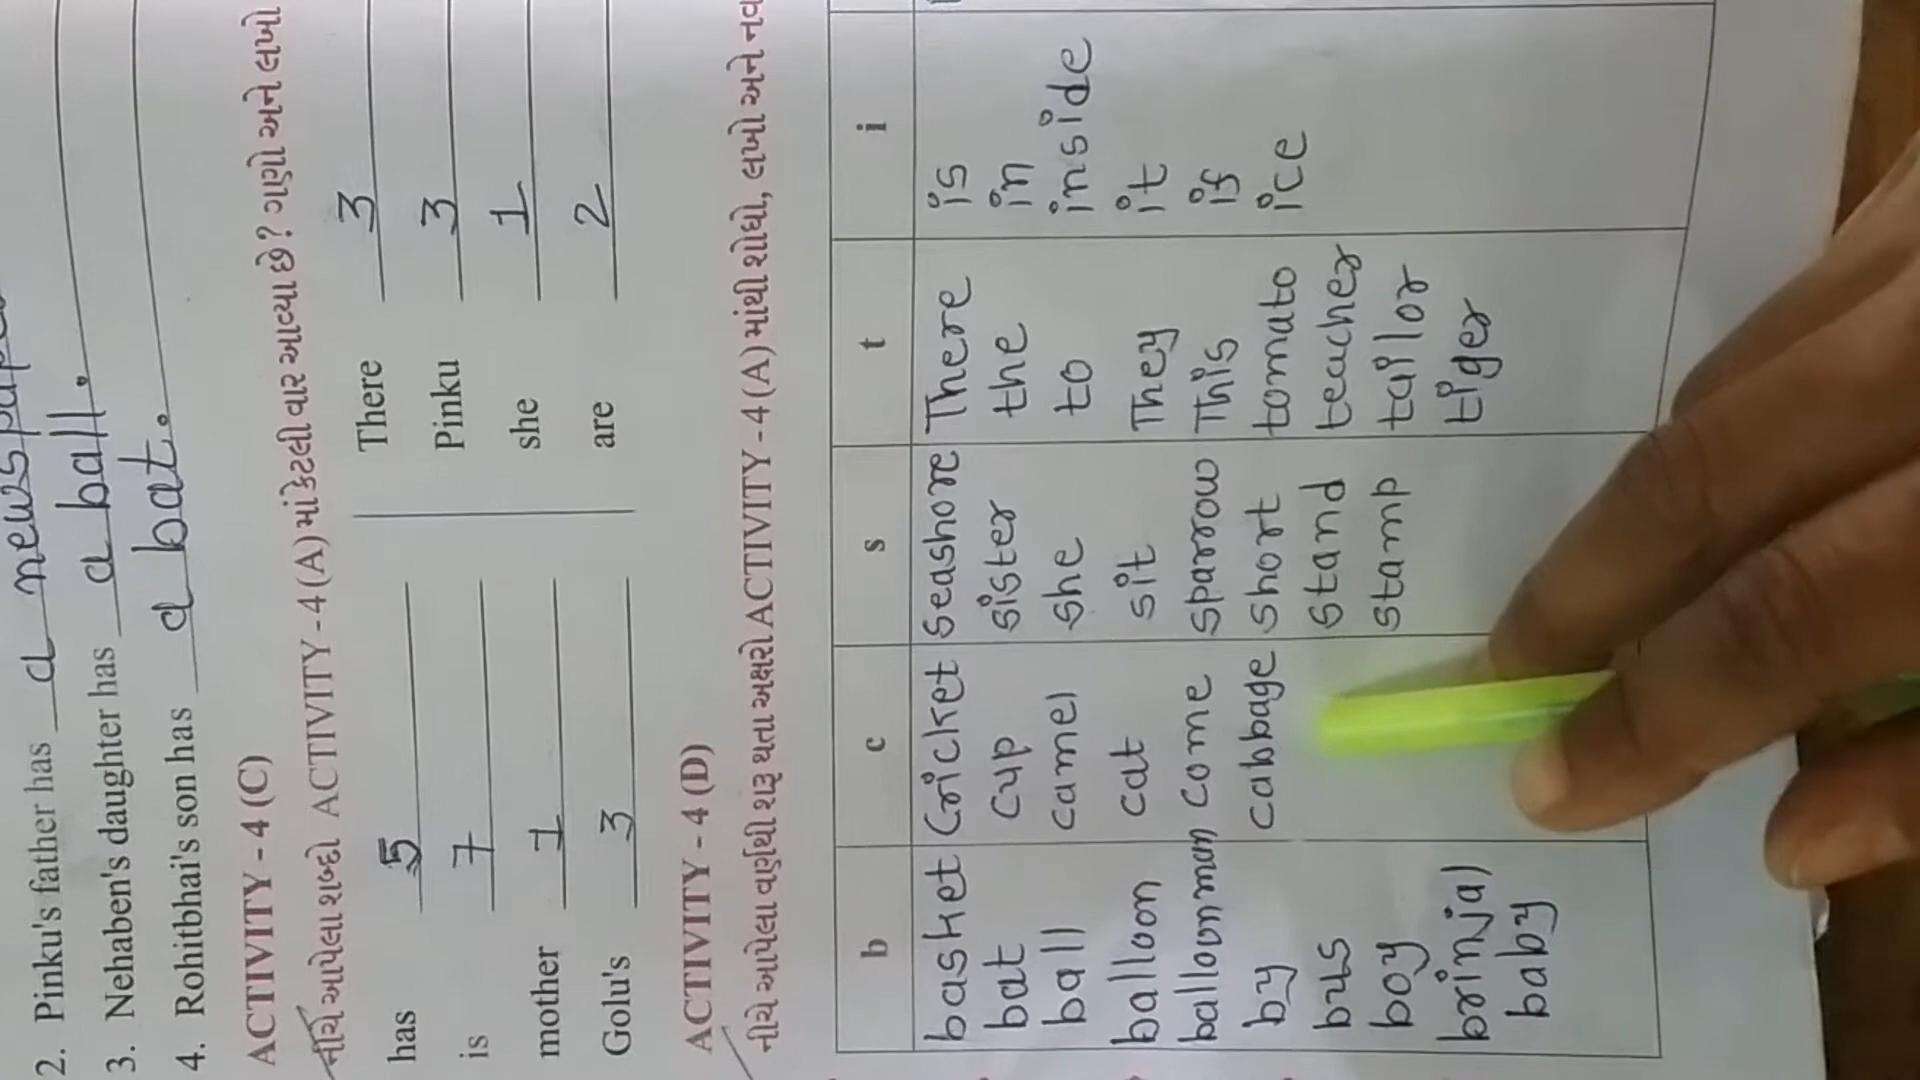 2. Pinku's father has a
3. Nehaben's daughter has a ball.
4. Rohitbhai's son has a bat.
ACTIVITY - 4 (C)
નીચે આપેલા શબ્દો ACTIVITY - 4 (A) માં કેટલી વાર આવ્યા છે? ગણો અને લખો
has 5 There 3
is 7 Pinku 3
mother 1 she 1
Golu's 3 are 2
ACTIVITY - 4 (D)
નીચે આપેલા વર્ણથી શરૂ થતા અક્ષરો ACTIVITY - 4 (A) માંથી શોધો, લખો અને
b c s t i
basket Cricket seashore There is
bat cup sister the in
ball camel she to inside
balloon cat sit They it
balloonman come sparrow This if
by cabbage short tomato ice
bus stand teacher
boy stamp tailor
brinjal tiger
baby